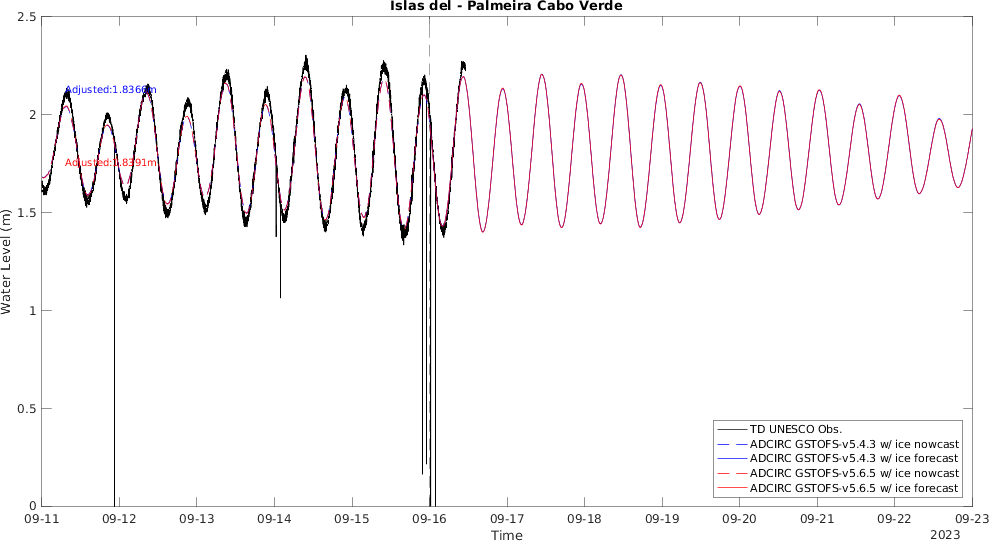 Islas del - Palmeira Cabo Verde
2.5
2
1.5
1
0.5
0
Water Level (m)
Adjusted:1.8366m
Adjusted:1.8391m
TD UNESCO Obs.
ADCIRC GSTOFS-v5.4.3 w/ ice nowcast
ADCIRC GSTOFS-v5.4.3 w/ ice forecast
ADCIRC GSTOFS-v5.6.5 w/ ice nowcast
ADCIRC GSTOFS-v5.6.5 w/ ice forecast
09-11 09-12 09-13 09-14 09-15 09-16 09-17 09-18 09-19 09-20 09-21 09-22 09-23
Time
2023